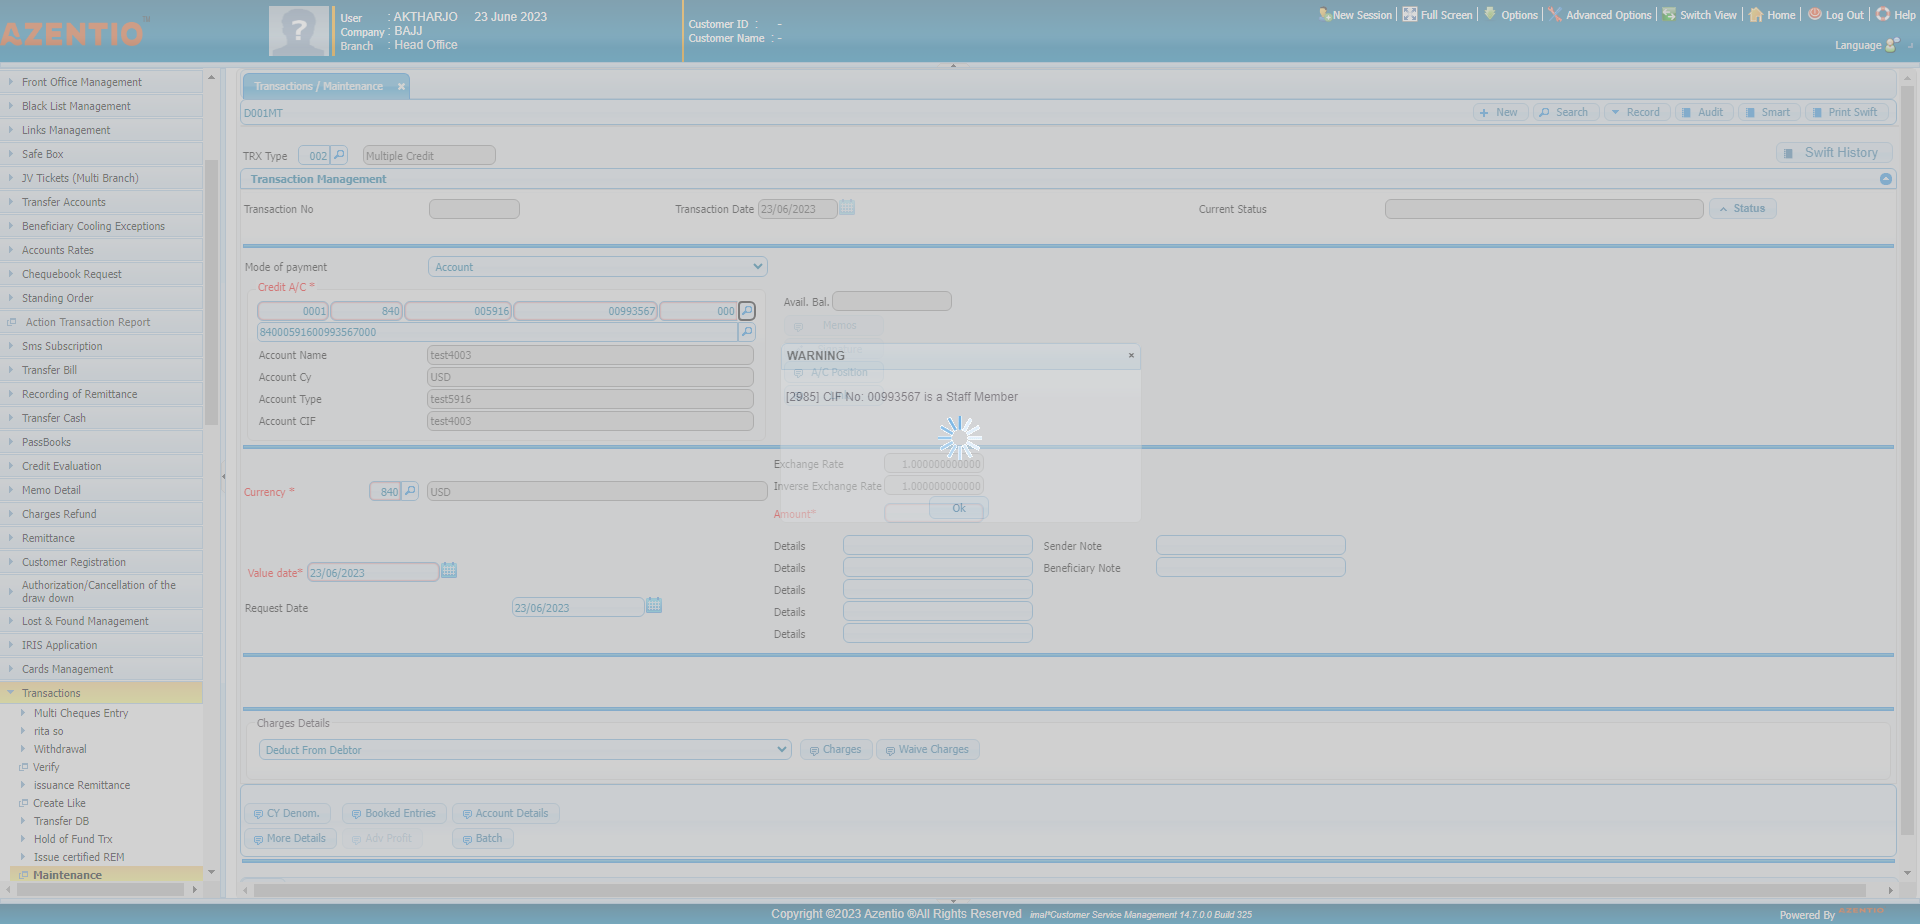 AZENTIO™
User : AKTHARJO 23 June 2023
Company : BAJJ
Branch : Head Office
Customer ID : -
Customer Name : -
New Session | Full Screen | Options | Advanced Options | Switch View | Home | Log Out | Help
Language
Front Office Management
Black List Management
Links Management
Safe Box
JV Tickets (Multi Branch)
Transfer Accounts
Beneficiary Cooling Exceptions
Accounts Rates
Chequebook Request
Standing Order
Action Transaction Report
Sms Subscription
Transfer Bill
Recording of Remittance
Transfer Cash
PassBooks
Credit Evaluation
Memo Detail
Charges Refund
Remittance
Customer Registration
Authorization/Cancellation of the
draw down
Lost & Found Management
IRIS Application
Cards Management
Transactions
Multi Cheques Entry
rita so
Withdrawal
Verify
issuance Remittance
Create Like
Transfer DB
Hold of Fund Trx
Issue certified REM
Maintenance
Transactions / Maintenance
D001MT
New Search Record Audit Smart Print Swift
TRX Type 002 Multiple Credit
Swift History
Transaction Management
Transaction No
Transaction Date 23/06/2023
Current Status
Status
Mode of payment Account
Credit A/C *
0001 840 005916 00993567 000
84000591600993567000
Account Name test4003
Account Cy USD
Account Type test5916
Account CIF test4003
Avail. Bal.
Memos
A/C Position
WARNING
[2985] CIF No: 00993567 is a Staff Member
Ok
Currency * 840 USD
Exchange Rate 1.000000000000
Inverse Exchange Rate 1.000000000000
Amount*
Value date* 23/06/2023
Request Date 23/06/2023
Details
Details
Details
Details
Details
Sender Note
Beneficiary Note
Charges Details
Deduct From Debtor
Charges Waive Charges
CY Denom. Booked Entries Account Details
More Details Adv Profit Batch
Copyright ©2023 Azentio ®All Rights Reserved imal*Customer Service Management 14.7.0.0 Build 325
Powered By AZENTIO